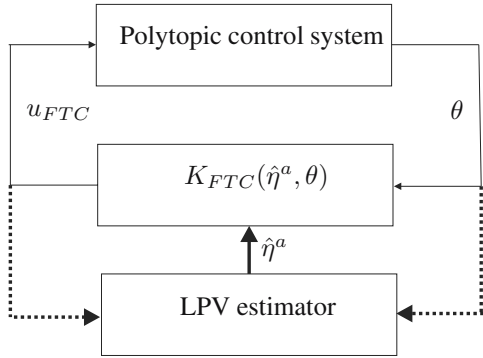 Polytopic control system
u_{FTC}
θ
K_{FTC}(η̂^a, θ)
η̂^a
LPV estimator